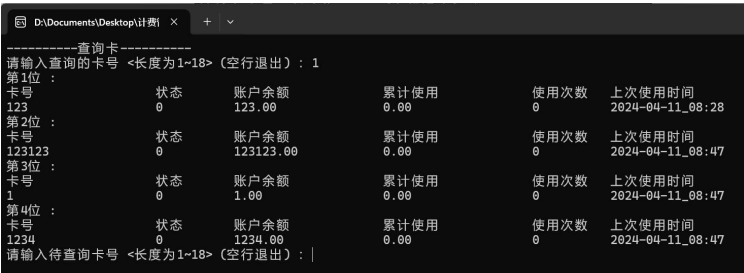 D:\Documents\Desktop\计费
----------查询卡----------
请输入查询的卡号 <长度为1~18>（空行退出）: 1
第1位 :
卡号 状态 账户余额 累计使用 使用次数 上次使用时间
123 0 123.00 0.00 0 2024-04-11_08:28
第2位 :
卡号 状态 账户余额 累计使用 使用次数 上次使用时间
123123 0 123123.00 0.00 0 2024-04-11_08:47
第3位 :
卡号 状态 账户余额 累计使用 使用次数 上次使用时间
1 0 1.00 0.00 0 2024-04-11_08:47
第4位 :
卡号 状态 账户余额 累计使用 使用次数 上次使用时间
1234 0 1234.00 0.00 0 2024-04-11_08:47
请输入待查询卡号 <长度为1~18>（空行退出）: